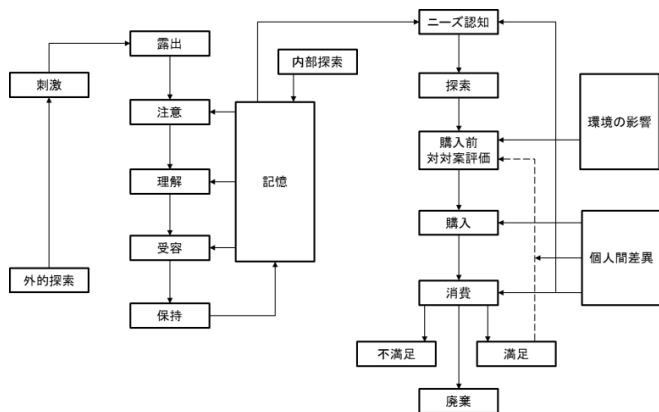 露出
刺激
注意
理解
受容
外的探索
保持
内部探索
記憶
ニーズ認知
探索
購入前
対対案評価
購入
消費
不満足
満足
廃棄
環境の影響
個人間差異